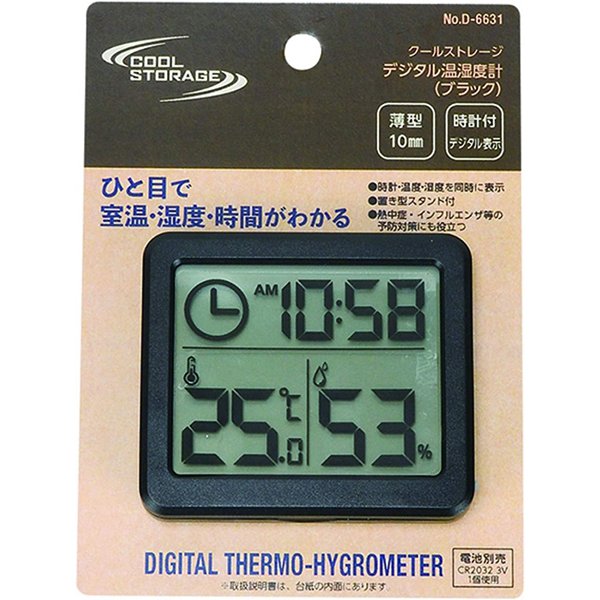 No.D-6631
COOL
STORAGE
クールストレージ
デジタル温湿度計
(ブラック)
薄型
10mm
時計付
デジタル表示
ひと目で
室温・湿度・時間がわかる
●時計・温度・湿度を同時に表示
●置き型スタンド付
●熱中症・インフルエンザ等の
予防対策にも役立つ
AM 10:58
25.0℃ 53%
DIGITAL THERMO-HYGROMETER
※取扱説明書は、台紙の内面にあります。
電池別売
CR2032 3V
1個使用